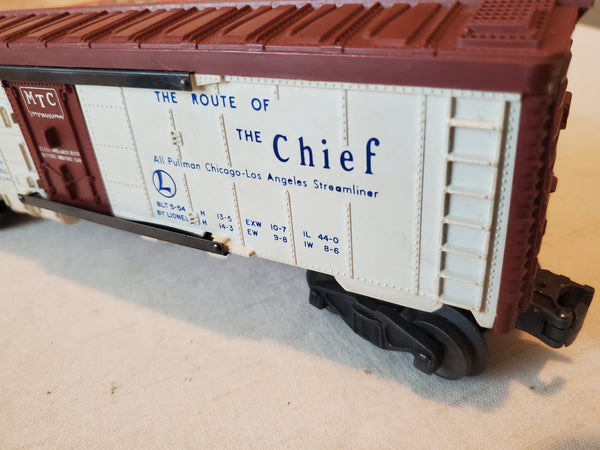 MTC
THE ROUTE OF
THE Chief
All Pullman Chicago-Los Angeles Streamliner
L
BLT 5-54
BY LIONEL
H 13-5
H 14-3
EXW 10-7
EW 9-8
IL 44-0
IW 8-6